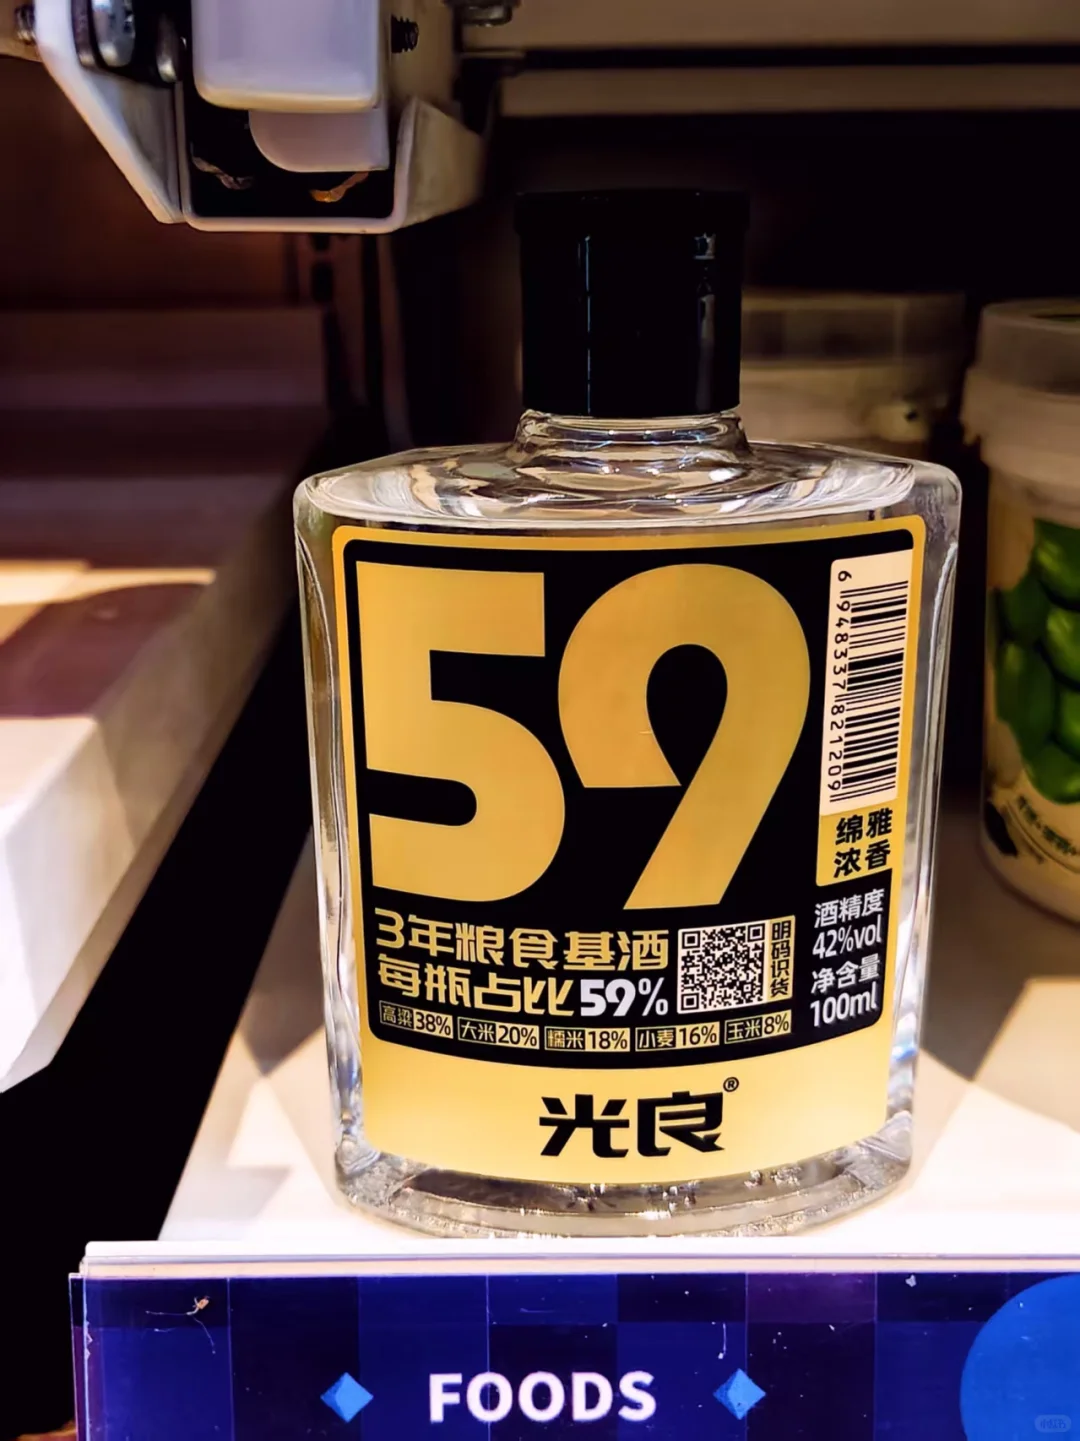 59
6 948337 821209
绵雅
浓香
3年粮食基酒
每瓶占比59%
明码识货
酒精度
42%vol
净含量
100ml
高粱38% 大米20% 糯米18% 小麦16% 玉米8%
光良®
FOODS